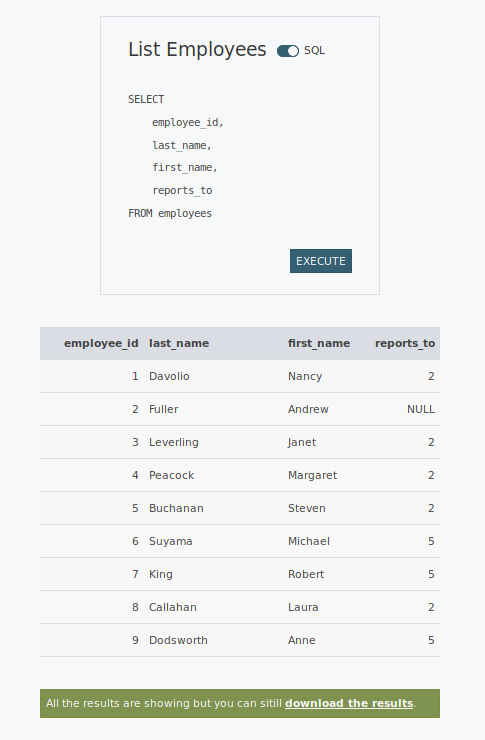 List Employees SQL
SELECT
employee_id,
last_name,
first_name,
reports_to
FROM employees
EXECUTE
employee_id last_name first_name reports_to
1 Davolio Nancy 2
2 Fuller Andrew NULL
3 Leverling Janet 2
4 Peacock Margaret 2
5 Buchanan Steven 2
6 Suyama Michael 5
7 King Robert 5
8 Callahan Laura 2
9 Dodsworth Anne 5
All the results are showing but you can sitill download the results.